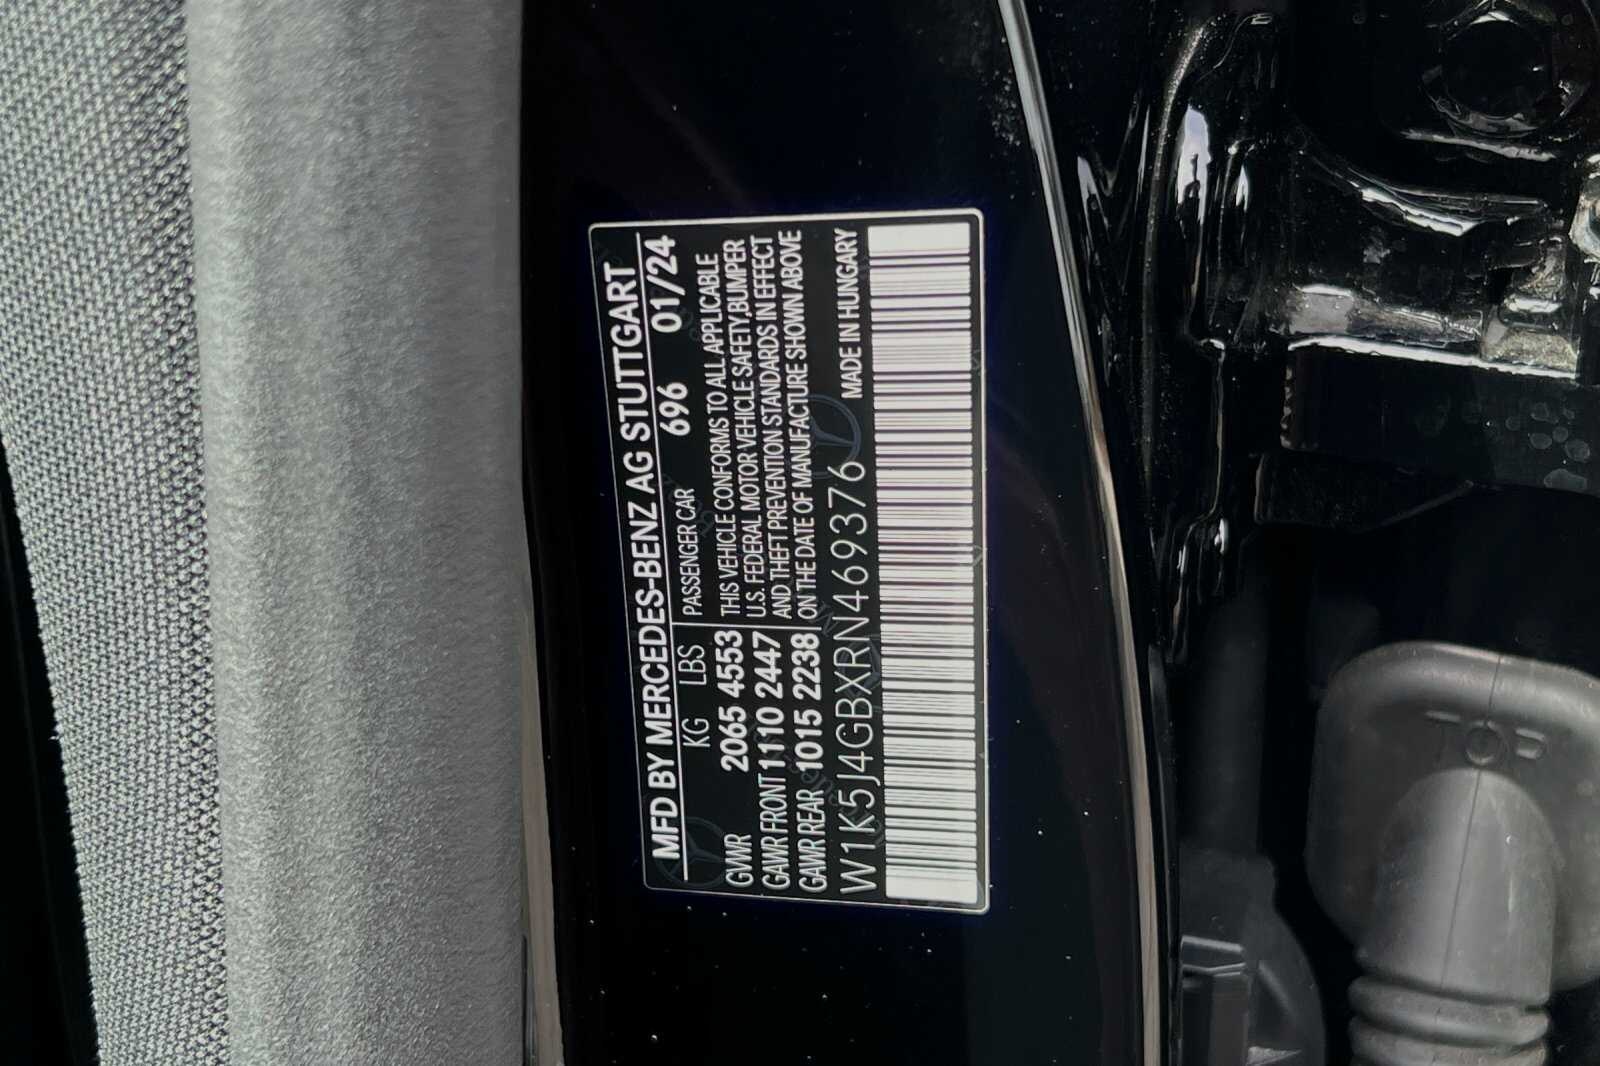 MFD BY MERCEDES-BENZ AG STUTTGART
KG LBS PASSENGER CAR 696 01/24
GVWR 2065 4553 THIS VEHICLE CONFORMS TO ALL APPLICABLE
GAWR FRONT 1110 2447 U.S. FEDERAL MOTOR VEHICLE SAFETY,BUMPER
GAWR REAR 1015 2238 AND THEFT PREVENTION STANDARDS IN EFFECT
ON THE DATE OF MANUFACTURE SHOWN ABOVE
W1K5J4GBXRN469376 MADE IN HUNGARY
TOP